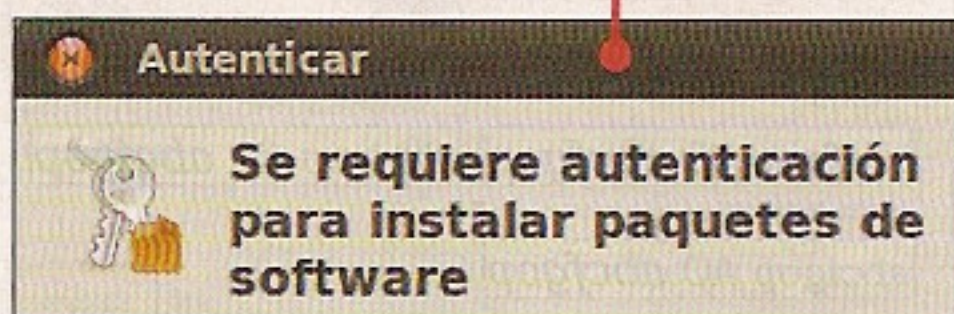 Autenticar
Se requiere autenticación
para instalar paquetes de
software